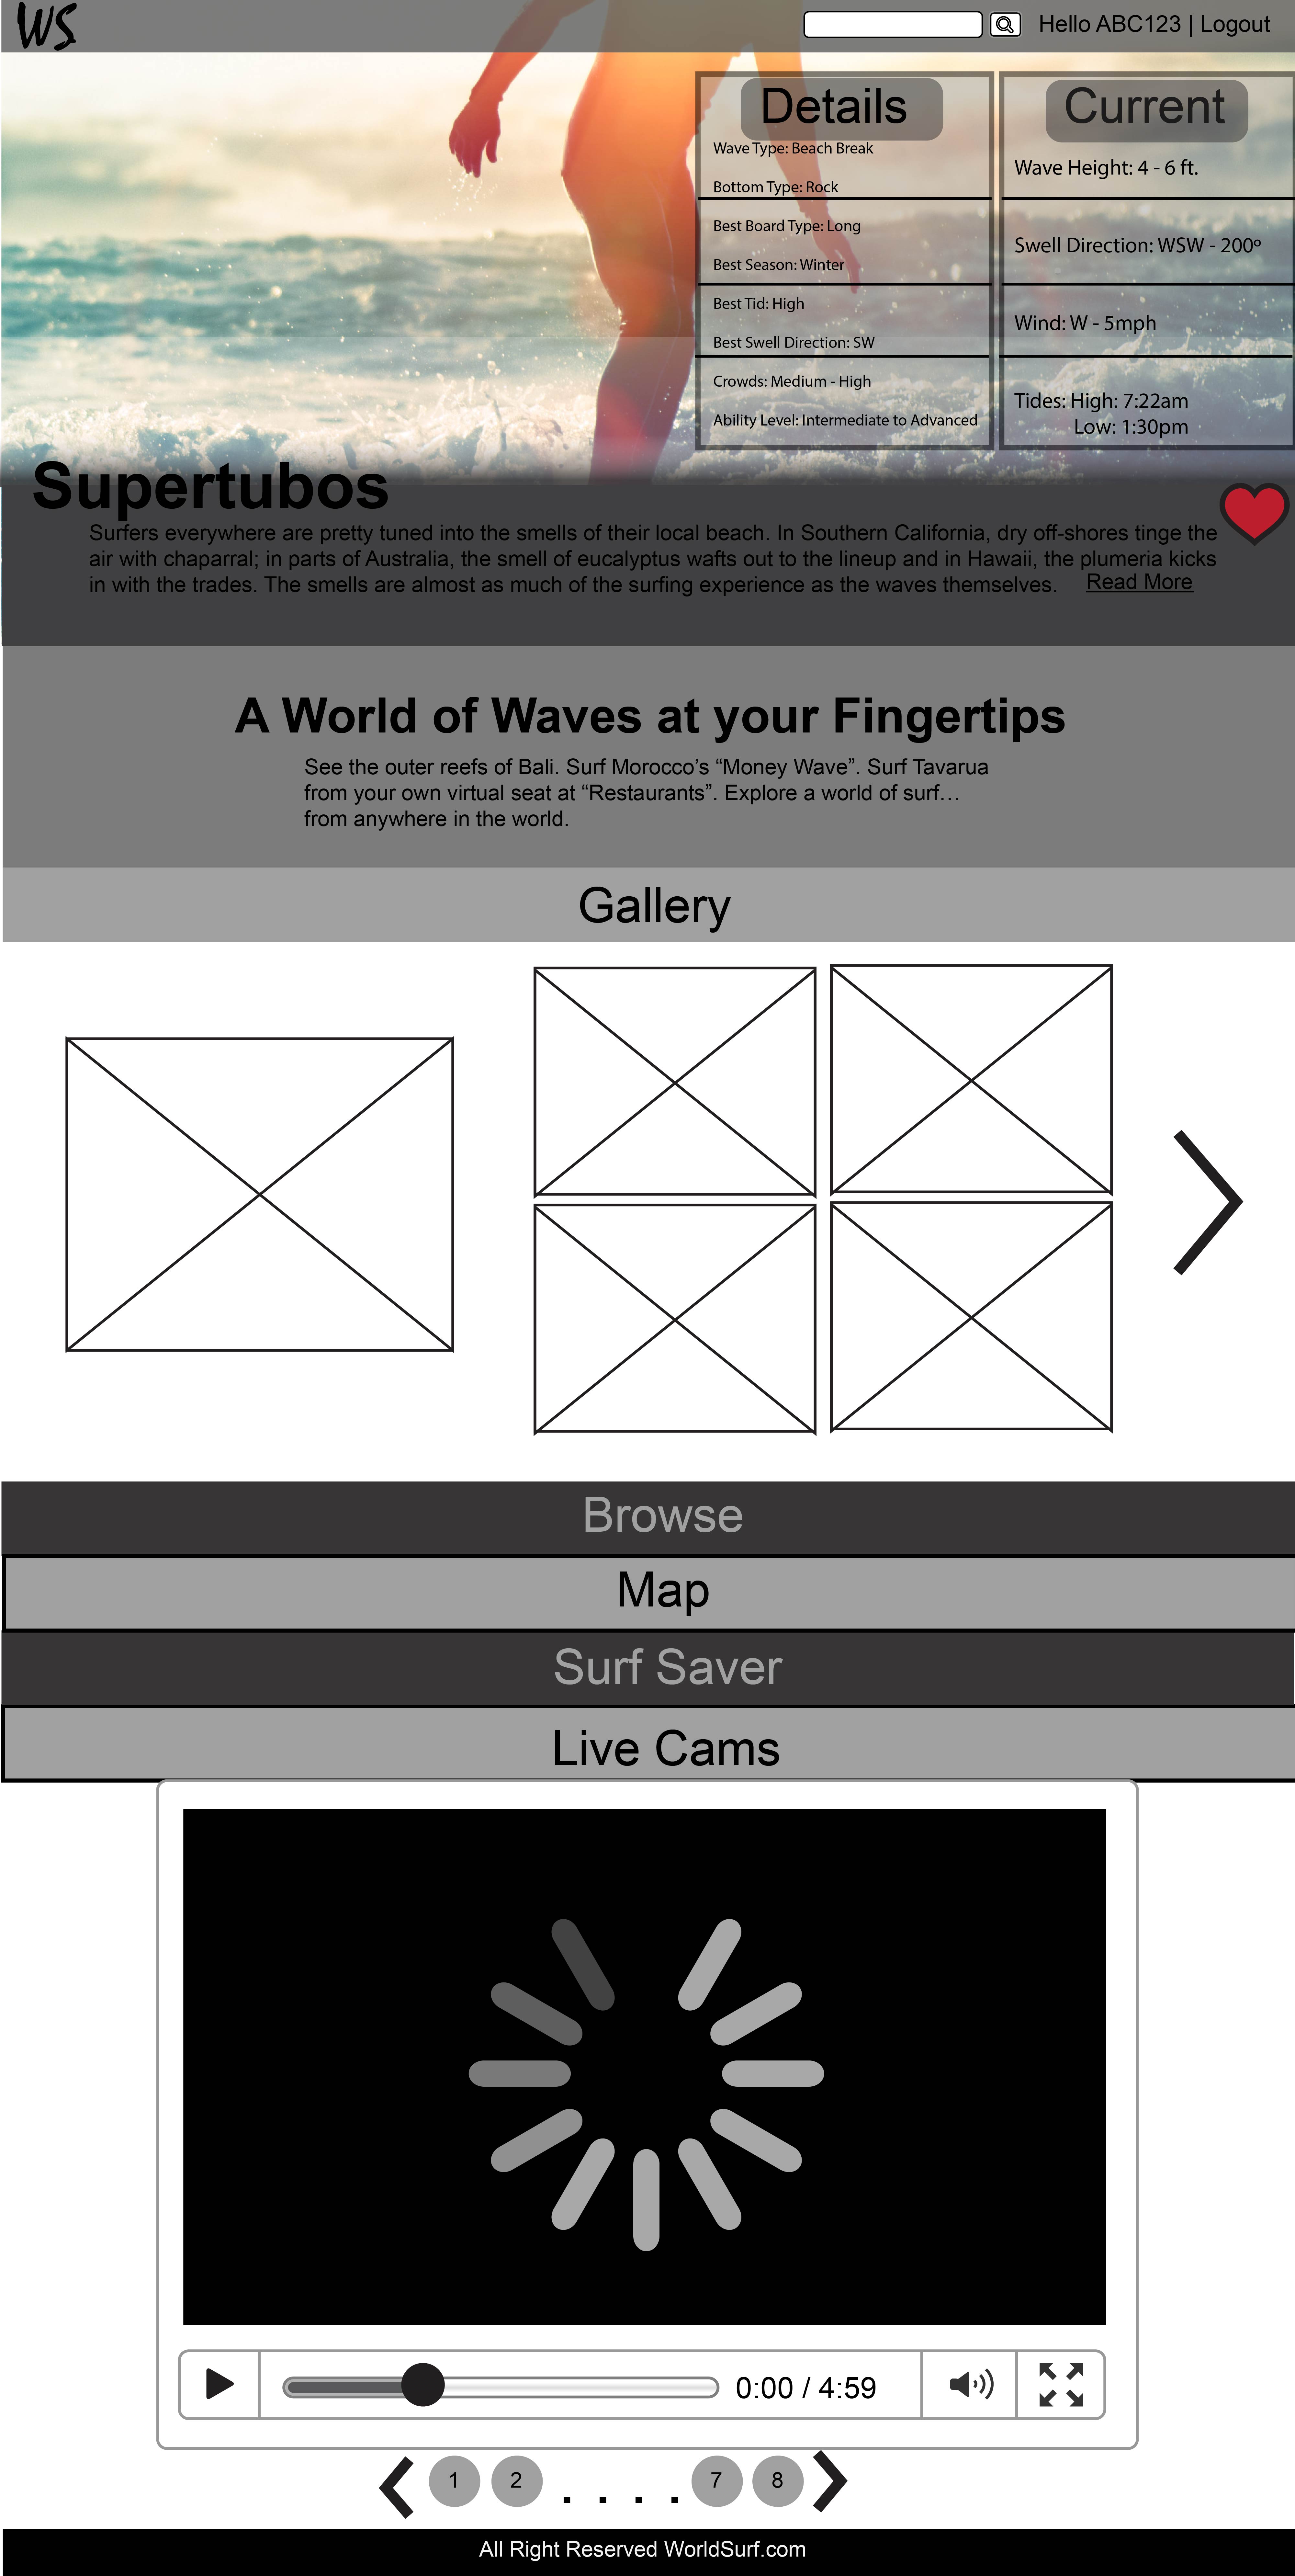 WS
Hello ABC123 | Logout
Details
Wave Type: Beach Break
Bottom Type: Rock
Best Board Type: Long
Best Season: Winter
Best Tid: High
Best Swell Direction: SW
Crowds: Medium - High
Ability Level: Intermediate to Advanced
Current
Wave Height: 4 - 6 ft.
Swell Direction: WSW - 200º
Wind: W - 5mph
Tides: High: 7:22am
Low: 1:30pm
Supertubos
Surfers everywhere are pretty tuned into the smells of their local beach. In Southern California, dry off-shores tinge the
air with chaparral; in parts of Australia, the smell of eucalyptus wafts out to the lineup and in Hawaii, the plumeria kicks
in with the trades. The smells are almost as much of the surfing experience as the waves themselves. Read More
A World of Waves at your Fingertips
See the outer reefs of Bali. Surf Morocco’s “Money Wave”. Surf Tavarua
from your own virtual seat at “Restaurants”. Explore a world of surf…
from anywhere in the world.
Gallery
Browse
Map
Surf Saver
Live Cams
0:00 / 4:59
1 2 . . . . 7 8
All Right Reserved WorldSurf.com